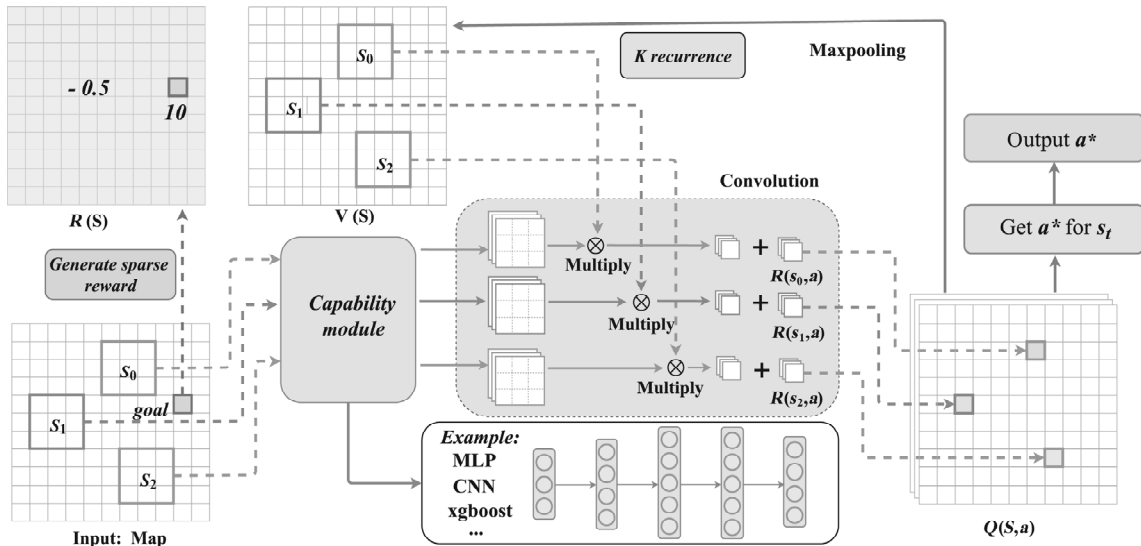 - 0.5
10
R (S)
Generate sparse
reward
S0
goal
S1
S2
Input: Map
S0
S1
S2
V (S)
K recurrence
Maxpooling
Convolution
Capability
module
Multiply
+
R(s0,a)
Multiply
+
R(s1,a)
Multiply
+
R(s2,a)
Example:
MLP
CNN
xgboost
...
Output a*
Get a* for st
Q(S,a)